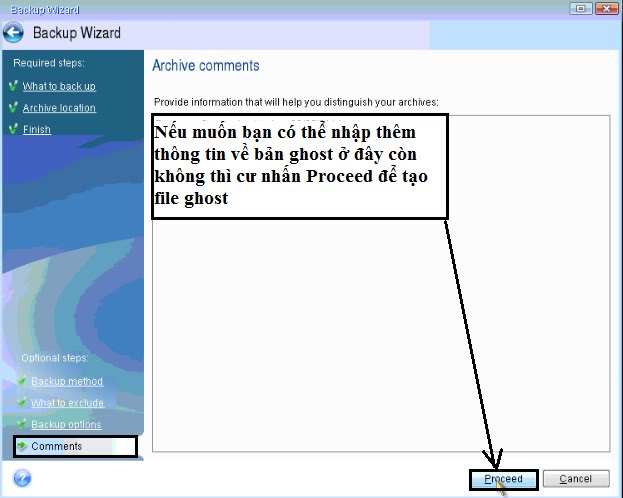 Backup Wizard
Backup Wizard
Required steps:
What to back up
Archive location
Finish
Archive comments
Provide information that will help you distinguish your archives:
Nếu muốn bạn có thể nhập thêm
thông tin về bản ghost ở đây còn
không thì cư nhấn Proceed để tạo
file ghost
Optional steps:
Backup method
What to exclude
Backup options
Comments
Proceed
Cancel